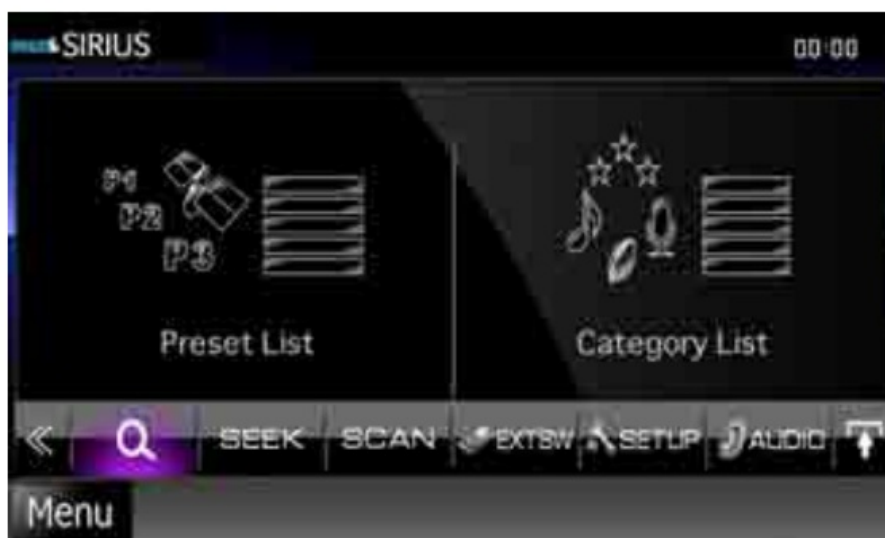 SIRIUS
00:00
P1
P2
P3
Preset List
Category List
SEEK
SCAN
EXTSW
SETUP
AUDIO
Menu